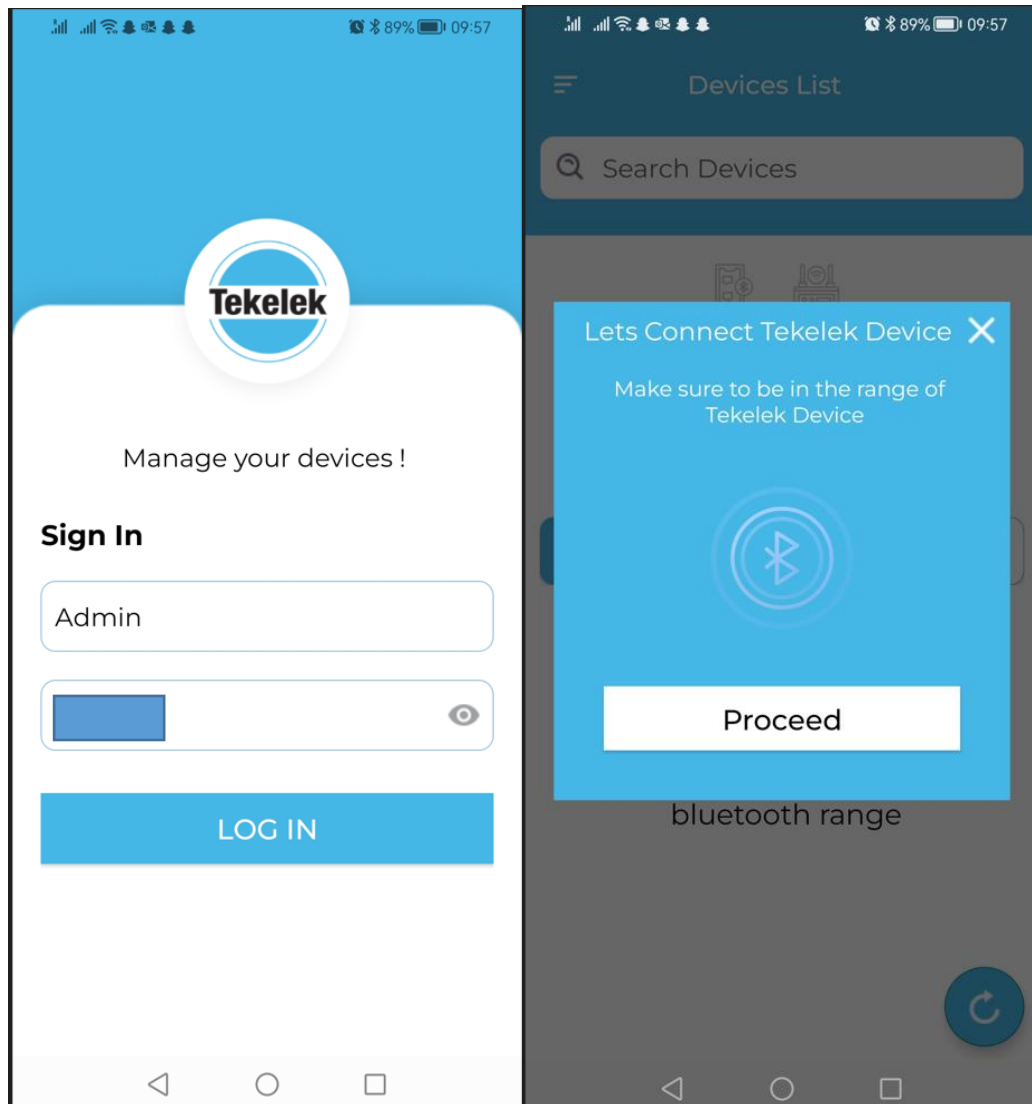 89% 09:57
Tekelek
Manage your devices !
Sign In
Admin
LOG IN
89% 09:57
Devices List
Search Devices
Lets Connect Tekelek Device
Make sure to be in the range of
Tekelek Device
Proceed
bluetooth range